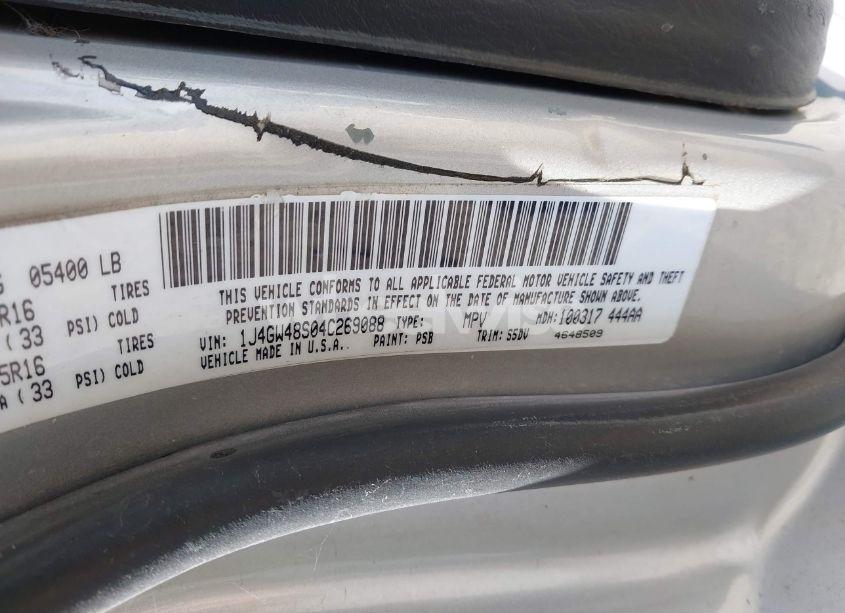 G 05400 LB
R16 TIRES
( 33 PSI) COLD
5R16 TIRES
A ( 33 PSI) COLD
THIS VEHICLE CONFORMS TO ALL APPLICABLE FEDERAL MOTOR VEHICLE SAFETY AND THEFT
PREVENTION STANDARDS IN EFFECT ON THE DATE OF MANUFACTURE SHOWN ABOVE.
VIN: 1J4GW48S04C269088 TYPE: MPV MDH: 100317 444AA
VEHICLE MADE IN U.S.A. PAINT: PSB TRIM: S5DV 4648509